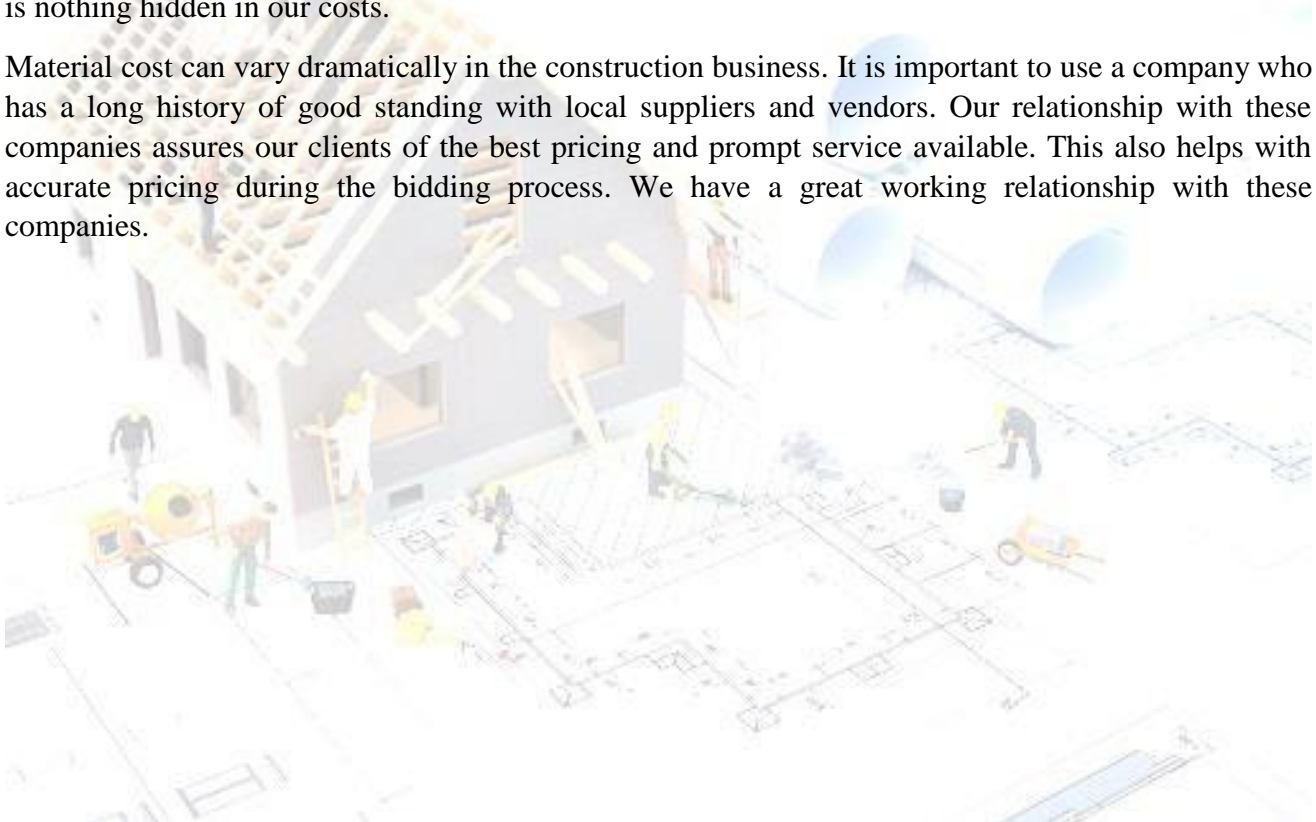 is nothing hidden in our costs.
Material cost can vary dramatically in the construction business. It is important to use a company who
has a long history of good standing with local suppliers and vendors. Our relationship with these
companies assures our clients of the best pricing and prompt service available. This also helps with
accurate pricing during the bidding process. We have a great working relationship with these
companies.